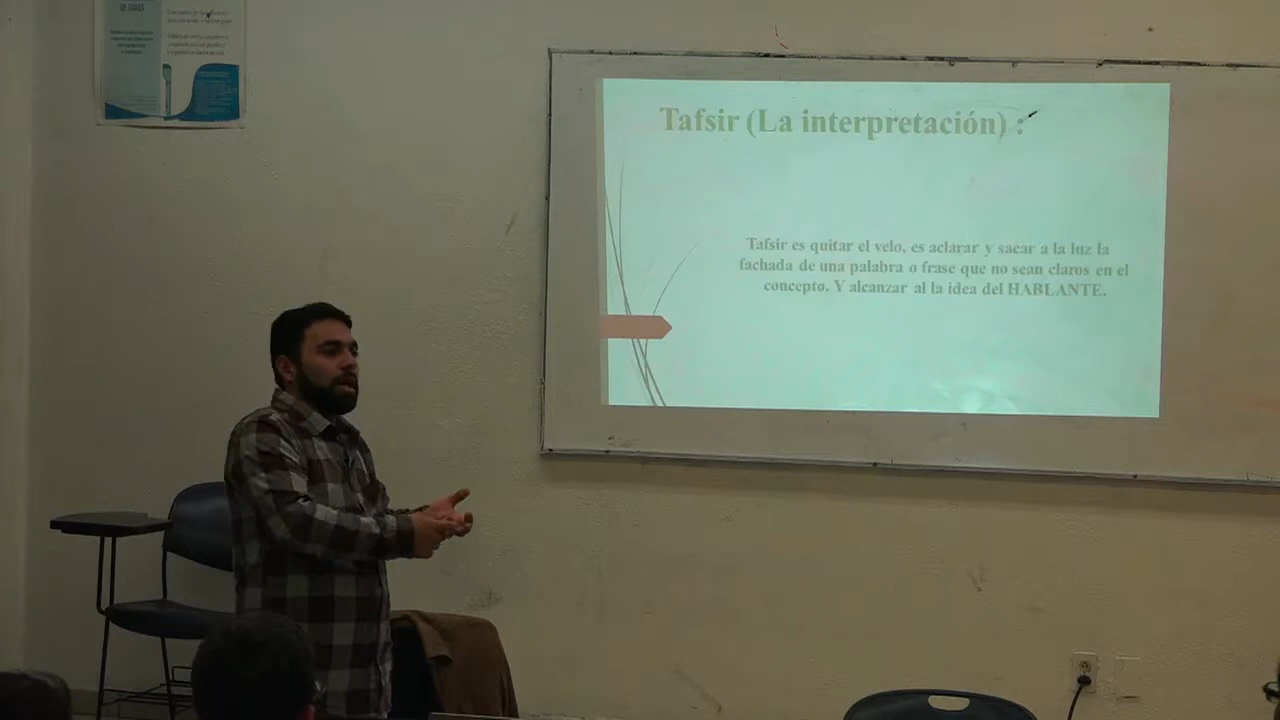 Tafsir (La interpretación) :
Tafsir es quitar el velo, es aclarar y sacar a la luz la
fachada de una palabra o frase que no sean claros en el
concepto. Y alcanzar al la idea del HABLANTE.